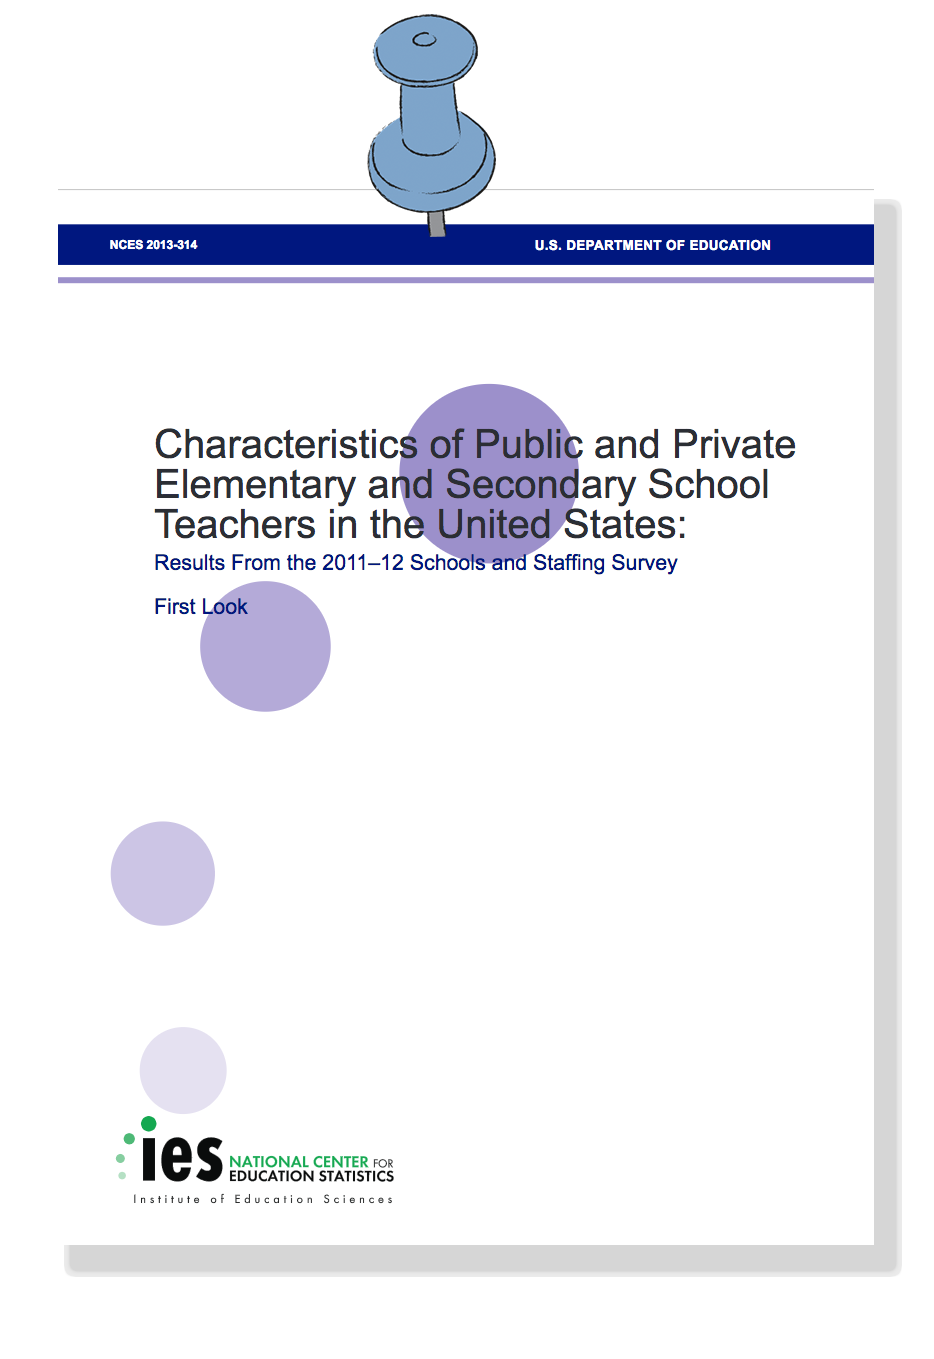 NCES 2013-314 U.S. DEPARTMENT OF EDUCATION
Characteristics of Public and Private
Elementary and Secondary School
Teachers in the United States:
Results From the 2011–12 Schools and Staffing Survey
First Look
ies NATIONAL CENTER FOR
EDUCATION STATISTICS
Institute of Education Sciences